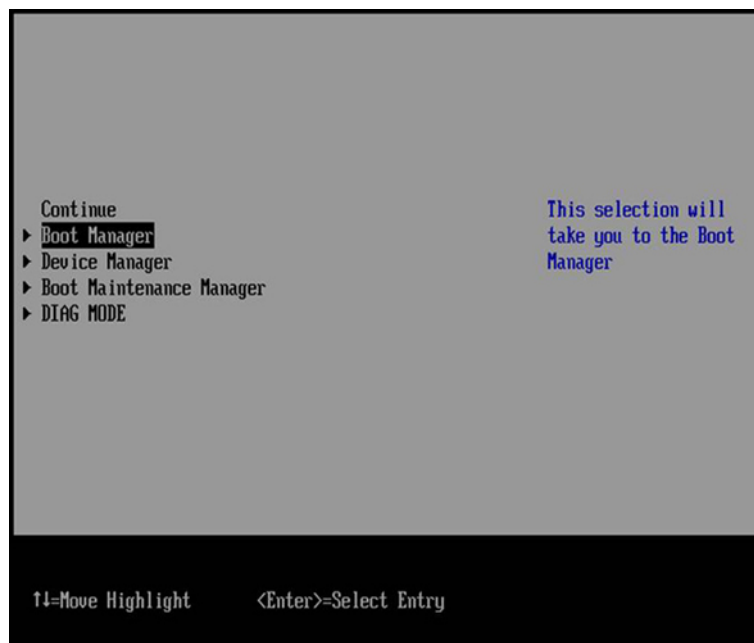 Continue
Boot Manager
Device Manager
Boot Maintenance Manager
DIAG MODE
This selection will
take you to the Boot
Manager
↑↓=Move Highlight <Enter>=Select Entry